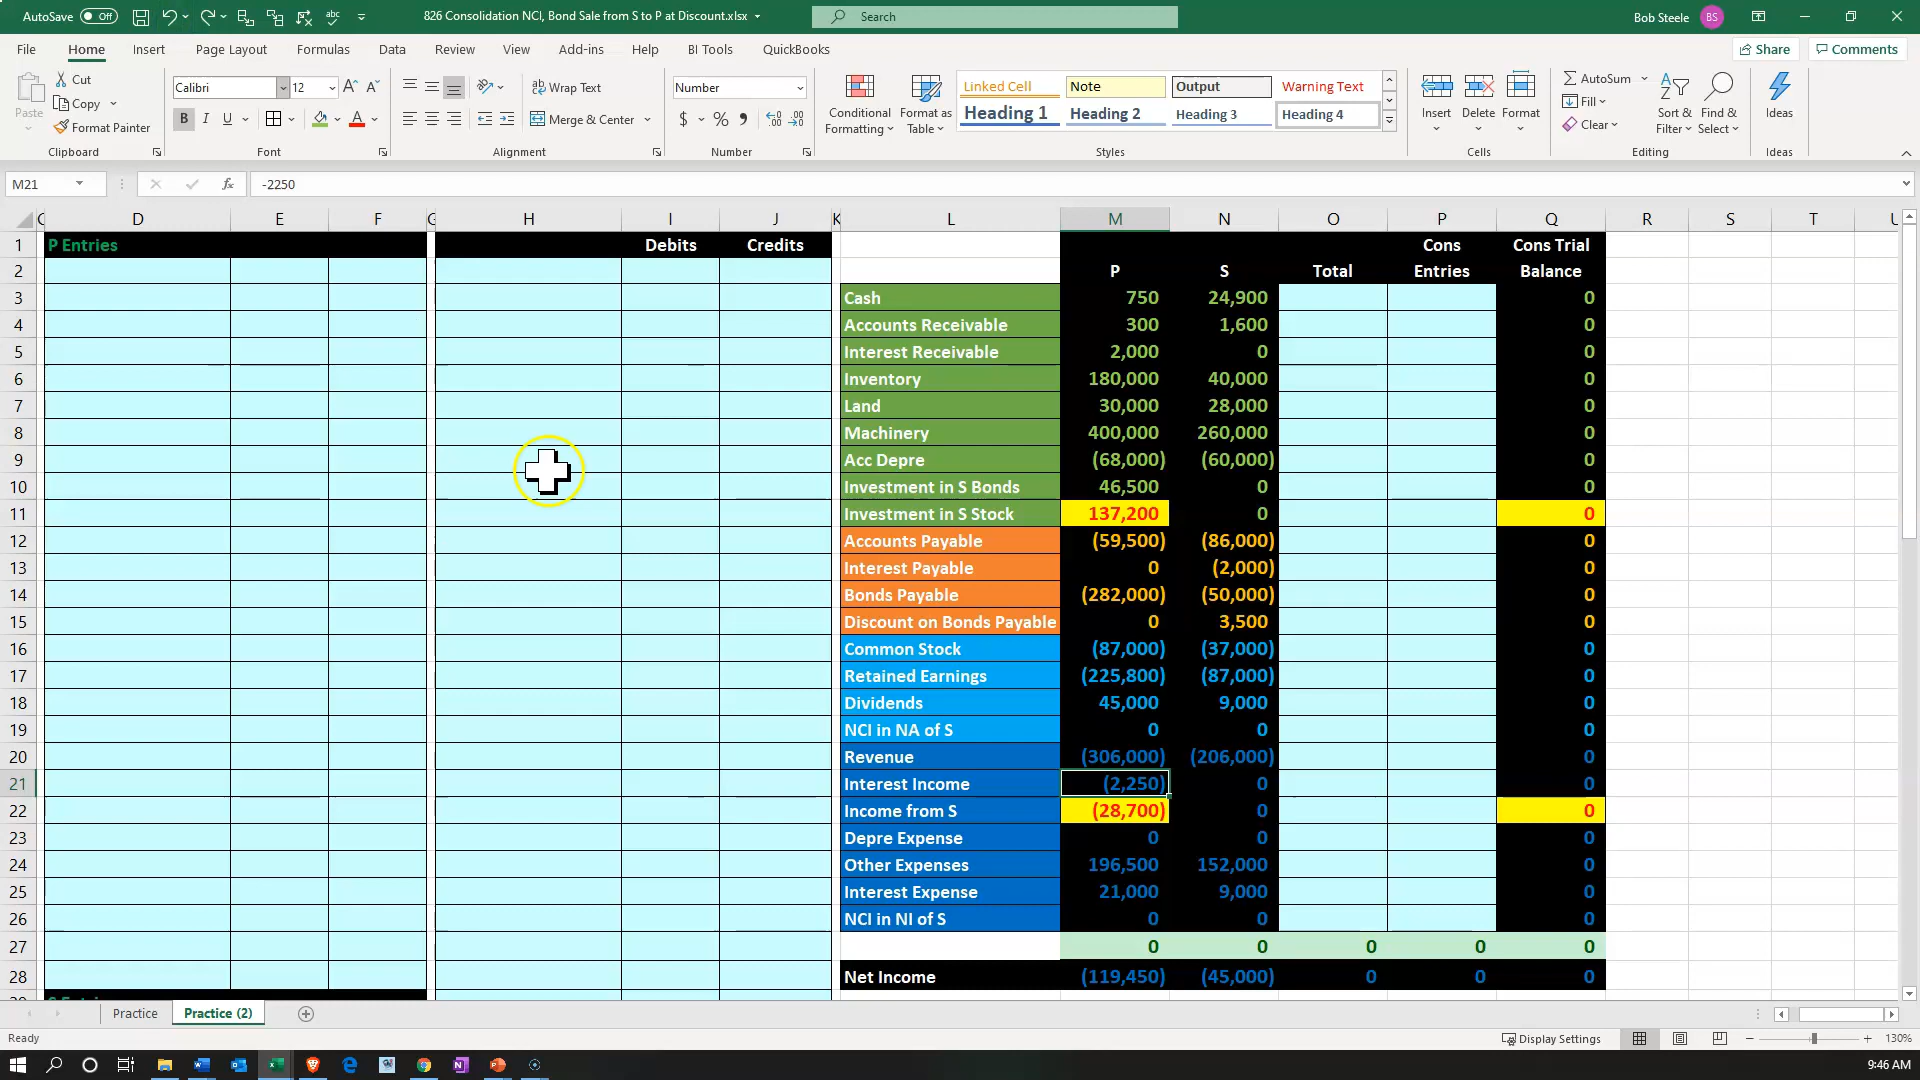 AutoSave Off
826 Consolidation NCI, Bond Sale from S to P at Discount.xlsx
Search
Bob Steele BS
File Home Insert Page Layout Formulas Data Review View Add-ins Help BI Tools QuickBooks Share Comments
Paste Cut Copy Format Painter Clipboard
Calibri 12 B I U Font
Wrap Text Merge & Center Alignment
Number $ % Number
Conditional Formatting Format as Table
Linked Cell Note Output Warning Text
Heading 1 Heading 2 Heading 3 Heading 4
Styles
Insert Delete Format Cells
AutoSum Fill Clear Sort & Filter Find & Select Editing
Ideas Ideas
M21 fx -2250
C D E F G H I J K L M N O P Q R S T U
1 P Entries Debits Credits Cons Cons Trial
2 P S Total Entries Balance
3 Cash 750 24,900 0
4 Accounts Receivable 300 1,600 0
5 Interest Receivable 2,000 0 0
6 Inventory 180,000 40,000 0
7 Land 30,000 28,000 0
8 Machinery 400,000 260,000 0
9 Acc Depre (68,000) (60,000) 0
10 Investment in S Bonds 46,500 0 0
11 Investment in S Stock 137,200 0 0
12 Accounts Payable (59,500) (86,000) 0
13 Interest Payable 0 (2,000) 0
14 Bonds Payable (282,000) (50,000) 0
15 Discount on Bonds Payable 0 3,500 0
16 Common Stock (87,000) (37,000) 0
17 Retained Earnings (225,800) (87,000) 0
18 Dividends 45,000 9,000 0
19 NCI in NA of S 0 0 0
20 Revenue (306,000) (206,000) 0
21 Interest Income (2,250) 0 0
22 Income from S (28,700) 0 0
23 Depre Expense 0 0 0
24 Other Expenses 196,500 152,000 0
25 Interest Expense 21,000 9,000 0
26 NCI in NI of S 0 0 0
27 0 0 0 0 0
28 Net Income (119,450) (45,000) 0 0 0
Practice Practice (2)
Ready Display Settings 130%
9:46 AM